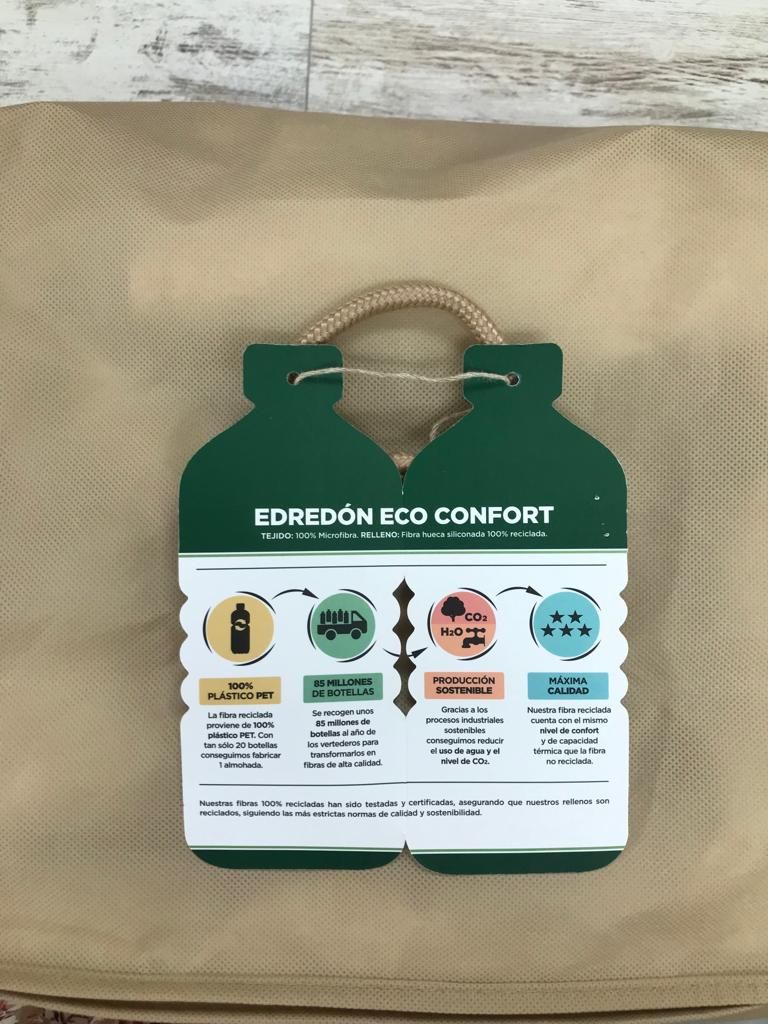 EDREDÓN ECO CONFORT
TEJIDO: 100% Microfibra. RELLENO: Fibra hueca siliconada 100% reciclada.
CO₂
H₂O
100%
PLÁSTICO PET
La fibra reciclada
proviene de 100%
plástico PET. Con
tan sólo 20 botellas
conseguimos fabricar
1 almohada.
85 MILLONES
DE BOTELLAS
Se recogen unos
85 millones de
botellas al año de
los vertederos para
transformarlos en
fibras de alta calidad.
PRODUCCIÓN
SOSTENIBLE
Gracias a los
procesos industriales
sostenibles
conseguimos reducir
el uso de agua y el
nivel de CO₂.
MÁXIMA
CALIDAD
Nuestra fibra reciclada
cuenta con el mismo
nivel de confort
y de capacidad
térmica que la fibra
no reciclada.
Nuestras fibras 100% recicladas han sido testadas y certificadas, asegurando que nuestros rellenos son
reciclados, siguiendo las más estrictas normas de calidad y sostenibilidad.